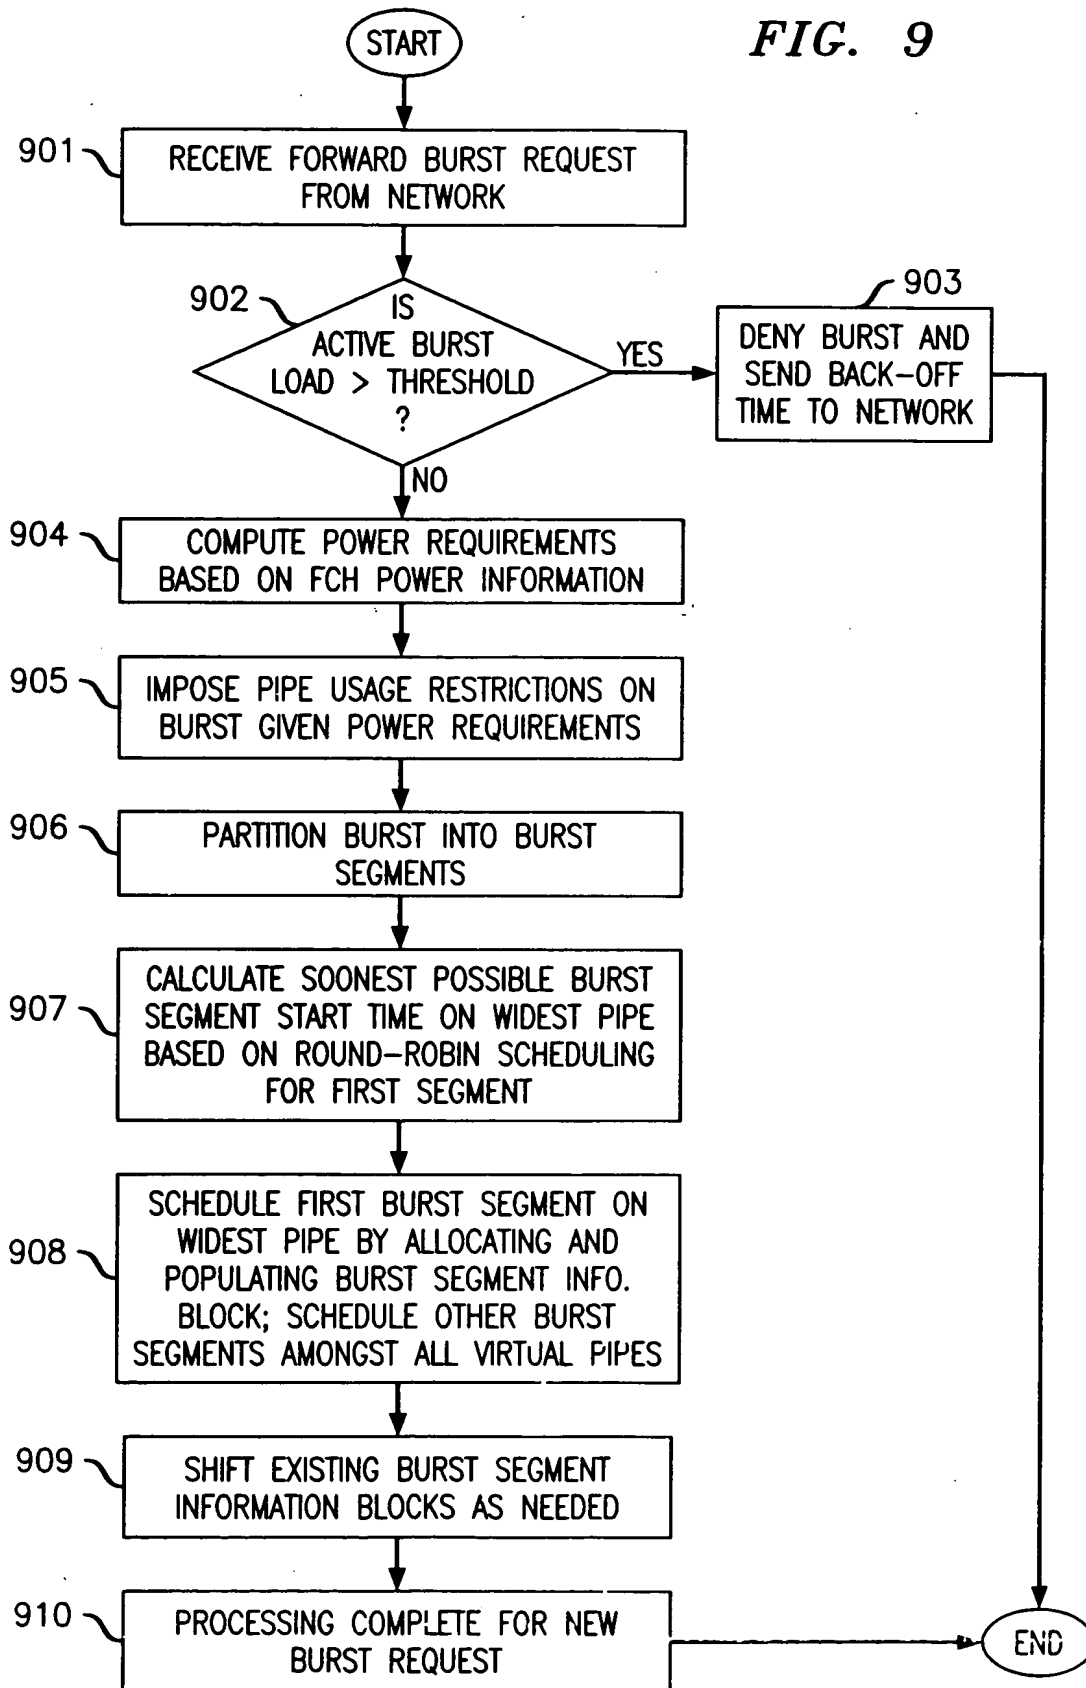 START
FIG. 9
901
RECEIVE FORWARD BURST REQUEST
FROM NETWORK
902
IS
ACTIVE BURST
LOAD > THRESHOLD
?
YES
903
DENY BURST AND
SEND BACK-OFF
TIME TO NETWORK
NO
904
COMPUTE POWER REQUIREMENTS
BASED ON FCH POWER INFORMATION
905
IMPOSE PIPE USAGE RESTRICTIONS ON
BURST GIVEN POWER REQUIREMENTS
906
PARTITION BURST INTO BURST
SEGMENTS
907
CALCULATE SOONEST POSSIBLE BURST
SEGMENT START TIME ON WIDEST PIPE
BASED ON ROUND-ROBIN SCHEDULING
FOR FIRST SEGMENT
908
SCHEDULE FIRST BURST SEGMENT ON
WIDEST PIPE BY ALLOCATING AND
POPULATING BURST SEGMENT INFO.
BLOCK; SCHEDULE OTHER BURST
SEGMENTS AMONGST ALL VIRTUAL PIPES
909
SHIFT EXISTING BURST SEGMENT
INFORMATION BLOCKS AS NEEDED
910
PROCESSING COMPLETE FOR NEW
BURST REQUEST
END